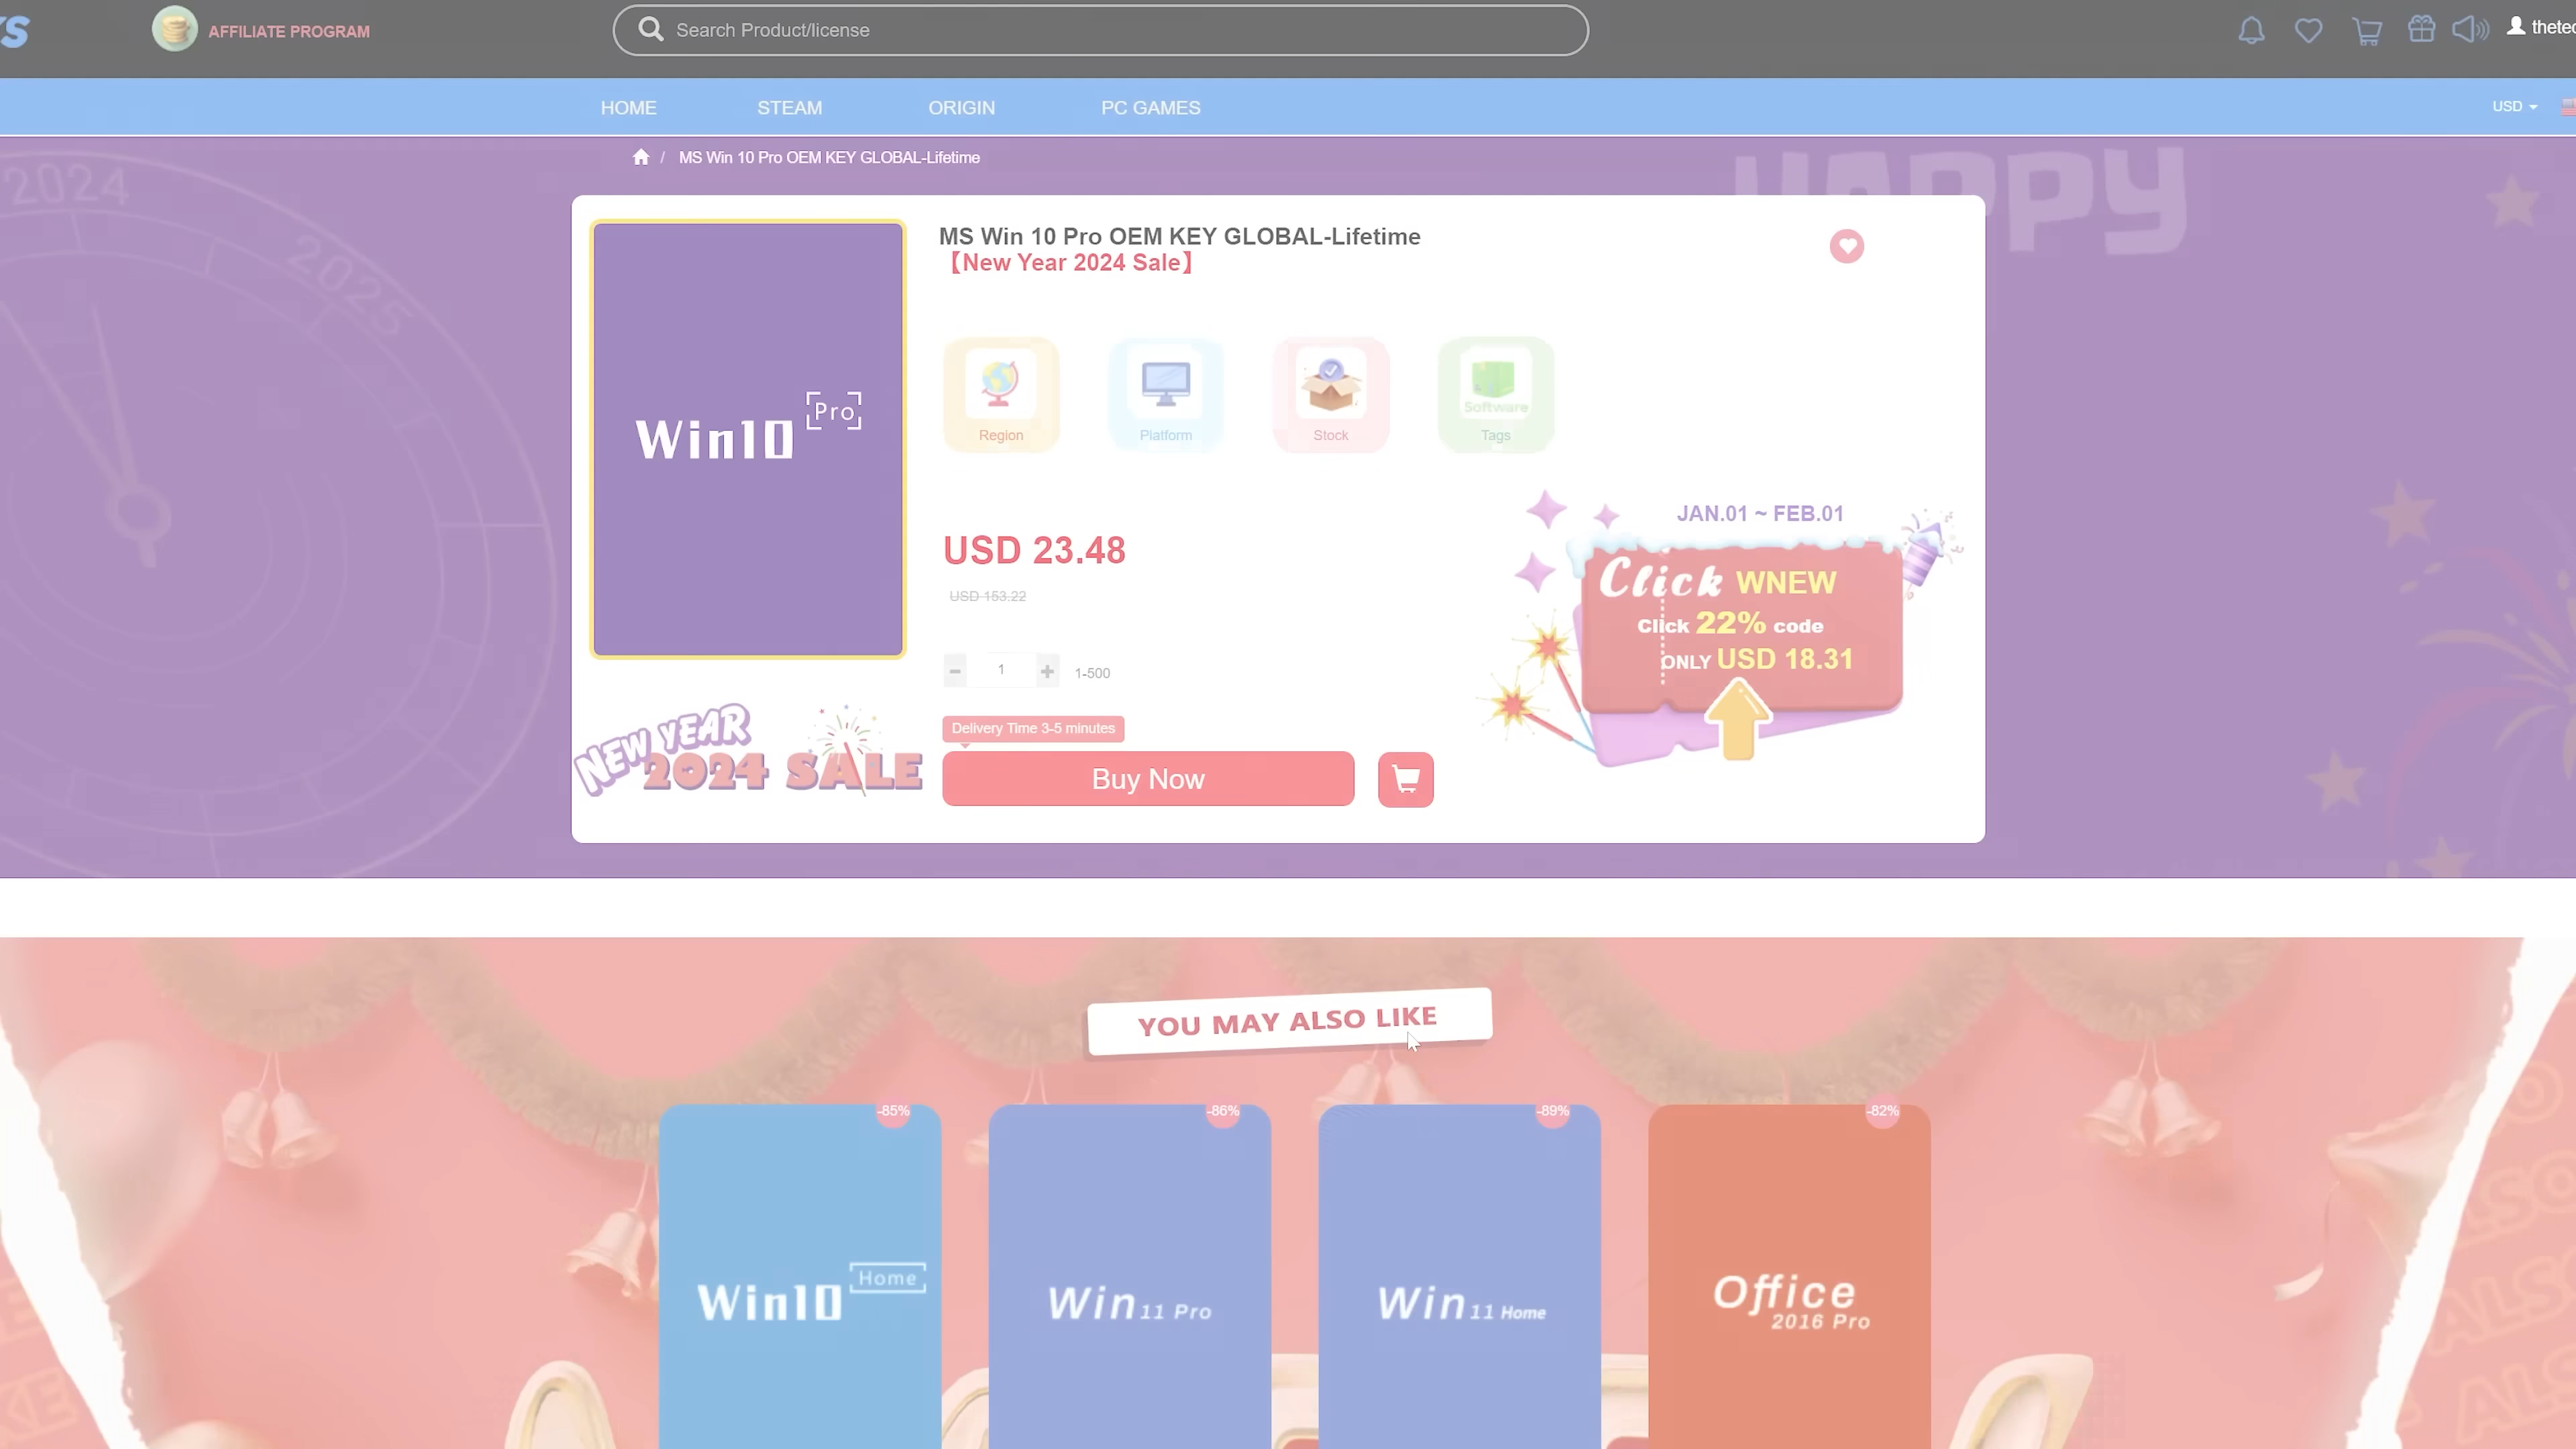 AFFILIATE PROGRAM
Search Product/license
HOME
STEAM
ORIGIN
PC GAMES
USD
MS Win 10 Pro OEM KEY GLOBAL-Lifetime
2024
2025
HAPPY
MS Win 10 Pro OEM KEY GLOBAL-Lifetime
【New Year 2024 Sale】
Win10 Pro
Region
Platform
Stock
Software
Tags
USD 23.48
USD 153.22
1
1-500
JAN.01 ~ FEB.01
Click WNEW
Click 22% code
ONLY USD 18.31
NEW YEAR
2024 SALE
Delivery Time 3-5 minutes
Buy Now
YOU MAY ALSO LIKE
-85%
-86%
-89%
-82%
Win10 Home
Win 11 Pro
Win 11 Home
Office
2016 Pro